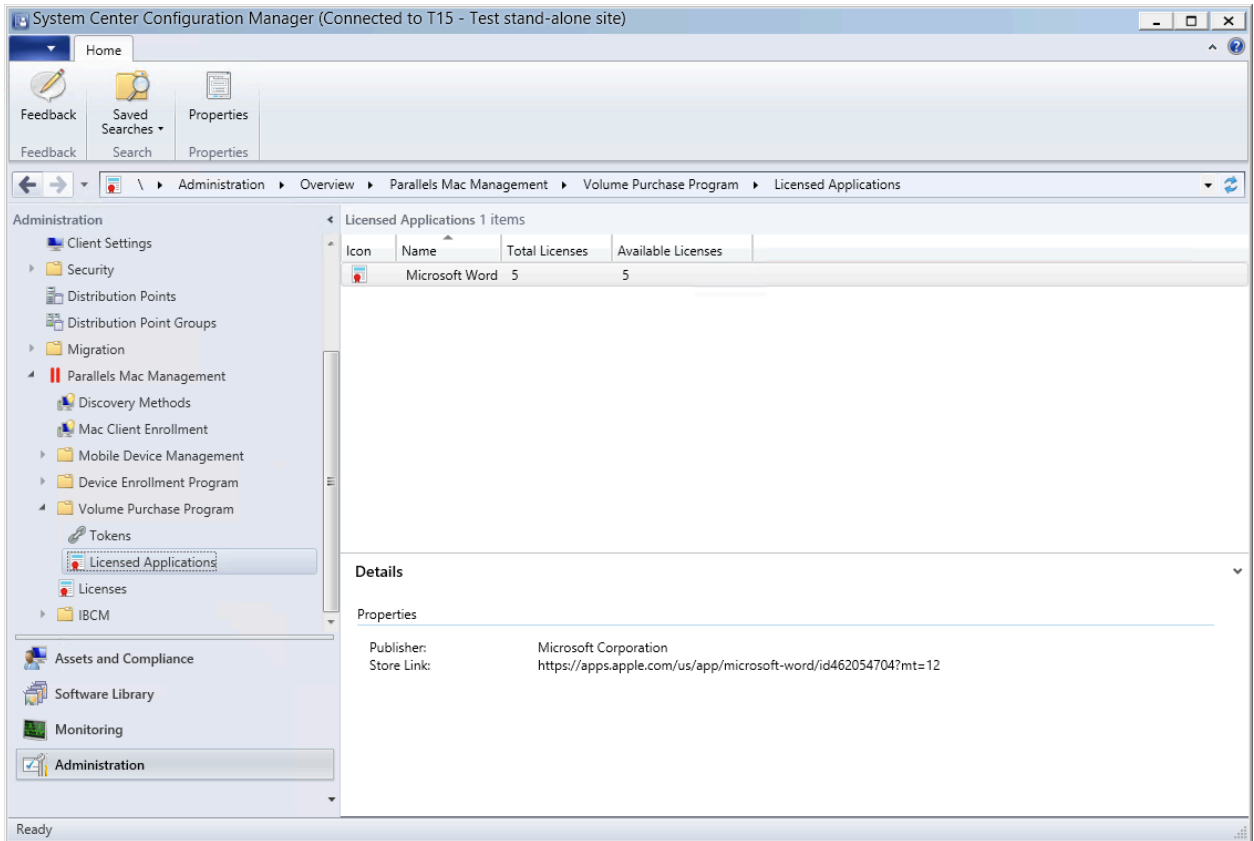 System Center Configuration Manager (Connected to T15 - Test stand-alone site)
Home
Feedback
Saved Searches
Properties
Feedback
Search
Properties
\ Administration Overview Parallels Mac Management Volume Purchase Program Licensed Applications
Administration
Client Settings
Security
Distribution Points
Distribution Point Groups
Migration
Parallels Mac Management
Discovery Methods
Mac Client Enrollment
Mobile Device Management
Device Enrollment Program
Volume Purchase Program
Tokens
Licensed Applications
Licenses
IBCM
Assets and Compliance
Software Library
Monitoring
Administration
Licensed Applications 1 items
Icon Name Total Licenses Available Licenses
Microsoft Word 5 5
Details
Properties
Publisher: Microsoft Corporation
Store Link: https://apps.apple.com/us/app/microsoft-word/id462054704?mt=12
Ready